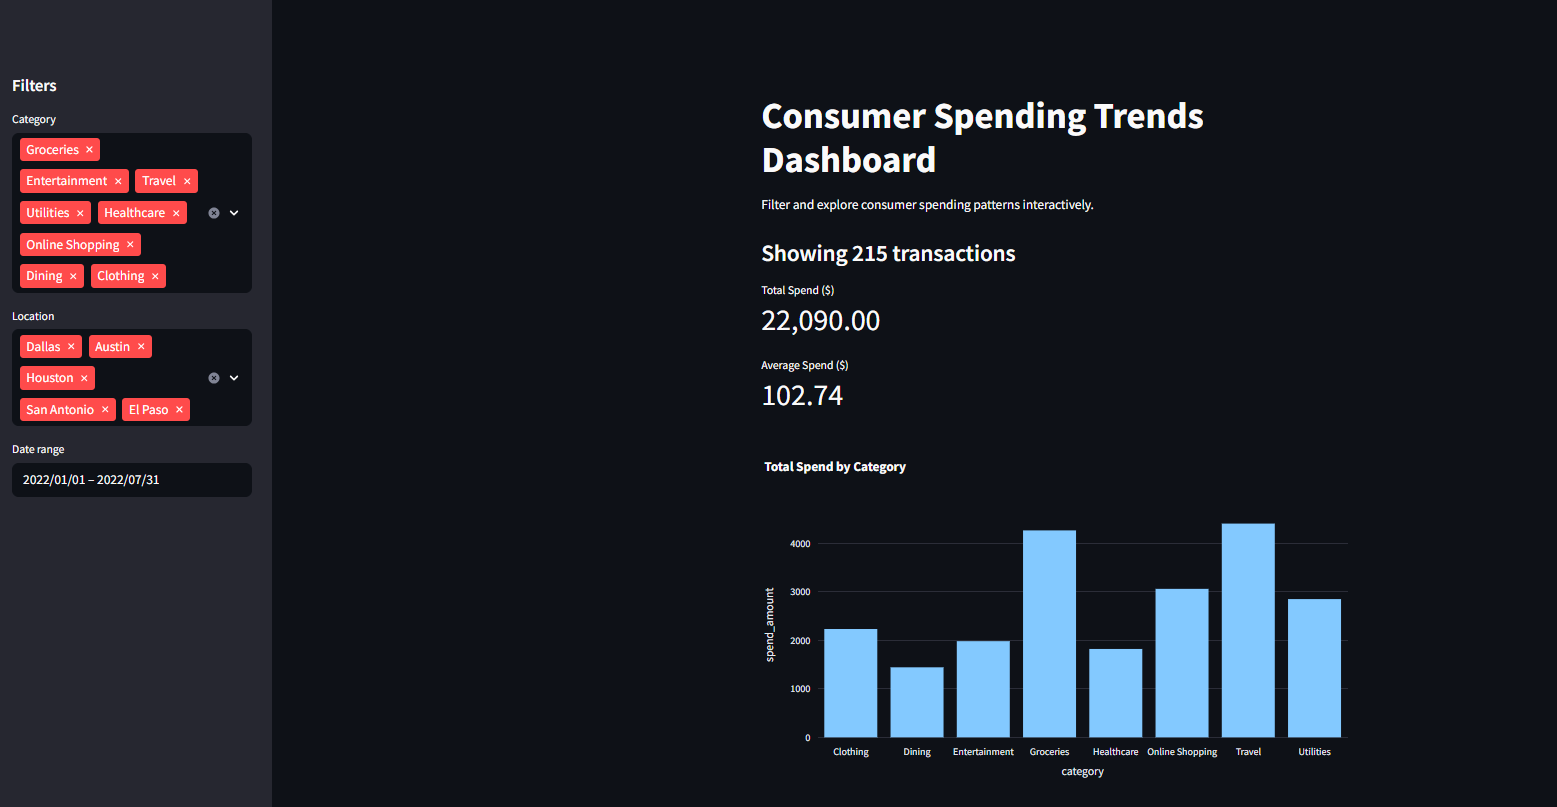 Filters
Category
Groceries ×
Entertainment × Travel ×
Utilities × Healthcare ×
Online Shopping ×
Dining × Clothing ×
Location
Dallas × Austin ×
Houston ×
San Antonio × El Paso ×
Date range
2022/01/01 – 2022/07/31
Consumer Spending Trends
Dashboard
Filter and explore consumer spending patterns interactively.
Showing 215 transactions
Total Spend ($)
22,090.00
Average Spend ($)
102.74
Total Spend by Category
spend_amount
4000
3000
2000
1000
0
Clothing Dining Entertainment Groceries Healthcare Online Shopping Travel Utilities
category